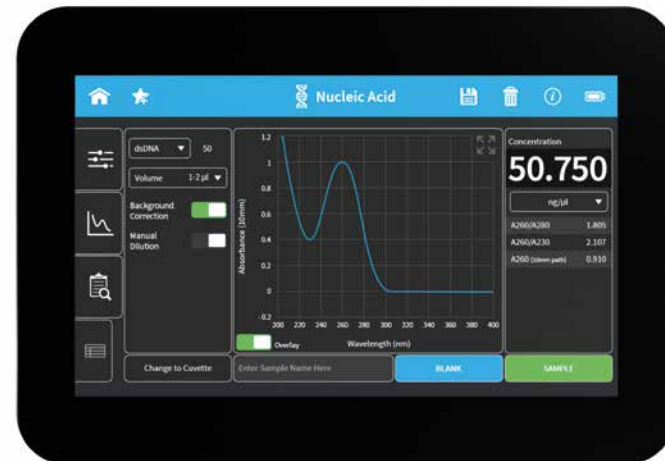 Nucleic Acid
dsDNA 50
Volume 1-2 µl
Background
Correction
Manual
Dilution
Absorbance (10mm)
1.2
1
0.8
0.6
0.4
0.2
0
-0.2
200 220 240 260 280 300 320 340 360 380 400
Overlay
Wavelength (nm)
Concentration
50.750
ng/µl
A260/A280 1.805
A260/A230 2.107
A260 (10mm path) 0.910
Change to Cuvette
Enter Sample Name Here
BLANK
SAMPLE